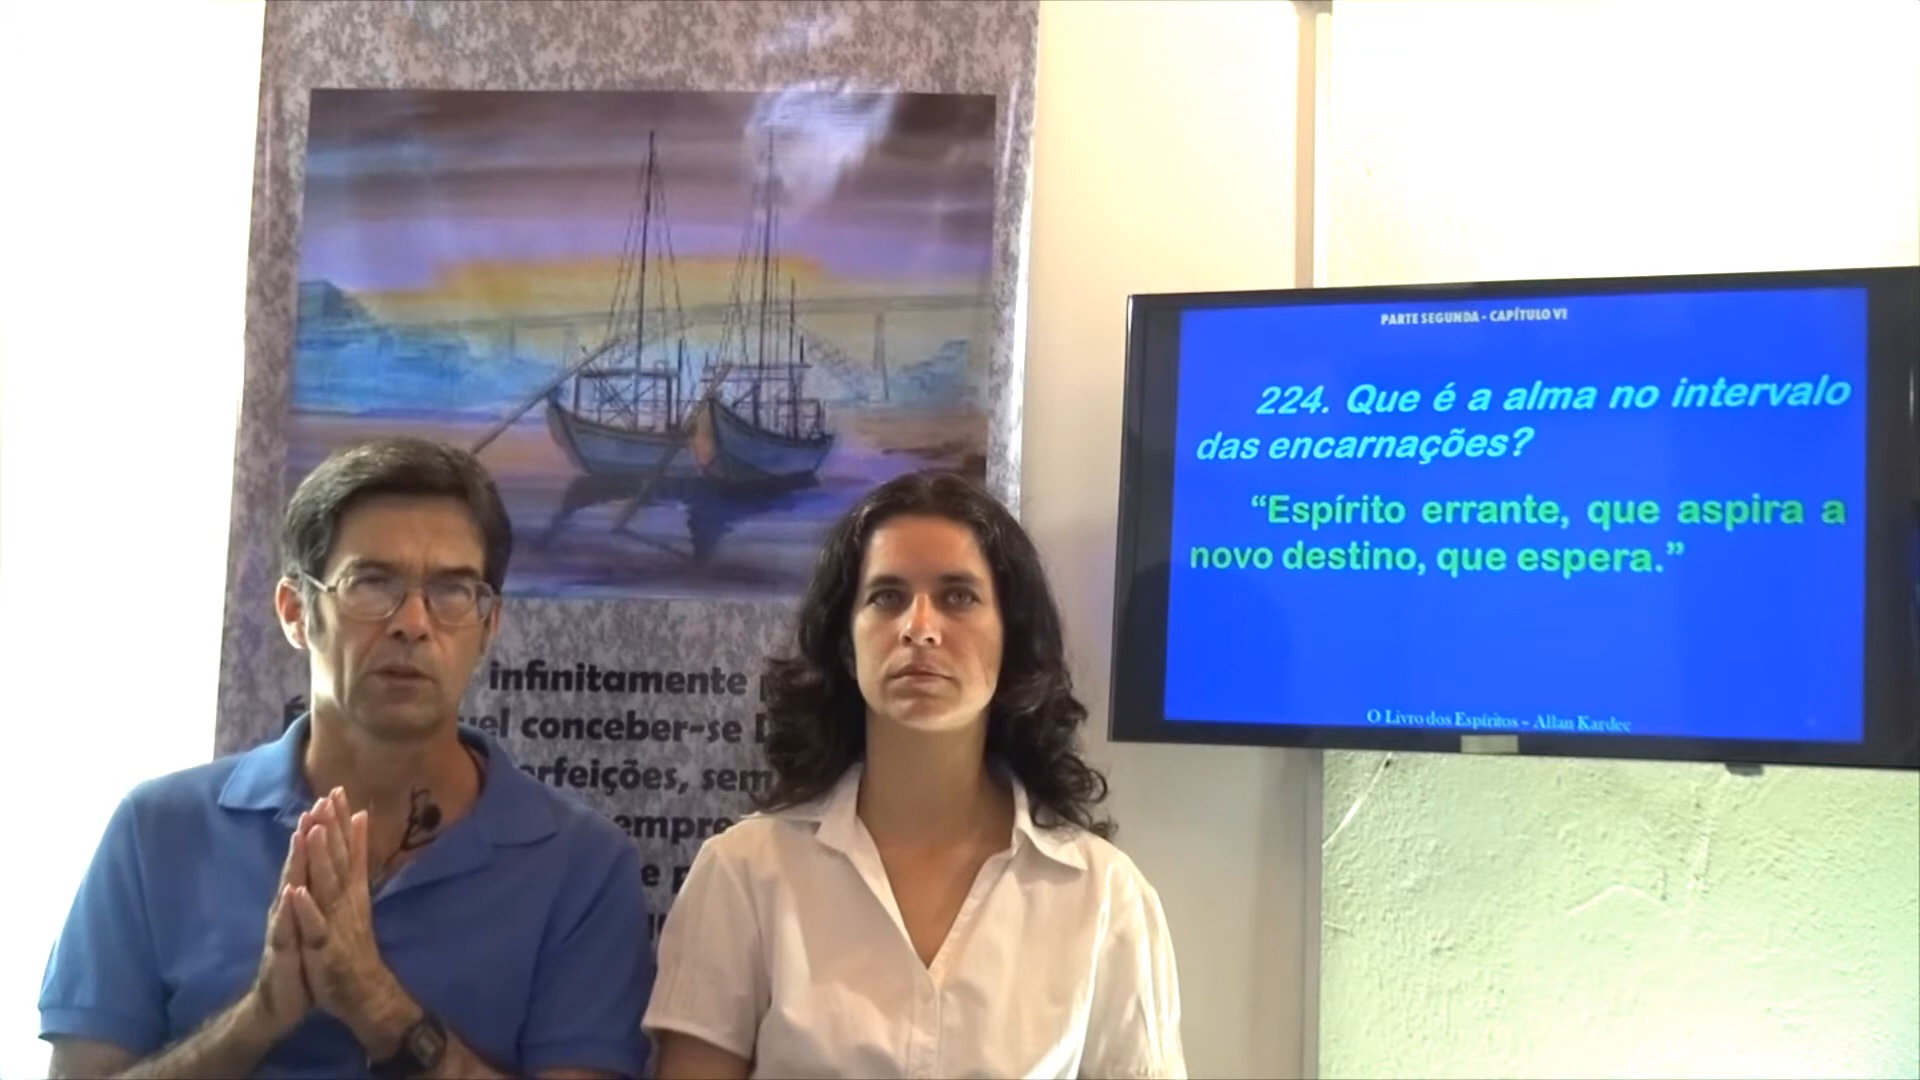 infinitamente
conceber-se
sem
PARTE SEGUNDA - CAPÍTULO VI
224. Que é a alma no intervalo
das encarnações?
“Espírito errante, que aspira a
novo destino, que espera.”
O Livro dos Espíritos – Allan Kardec